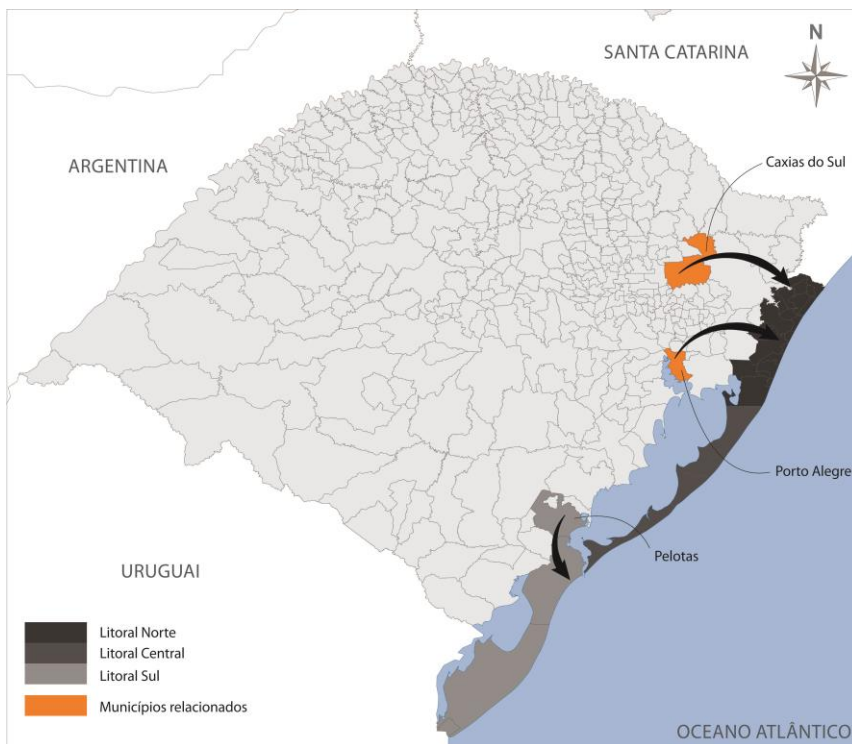 N
SANTA CATARINA
ARGENTINA
Caxias do Sul
Porto Alegre
Pelotas
URUGUAI
Litoral Norte
Litoral Central
Litoral Sul
Municípios relacionados
OCEANO ATLÂNTICO